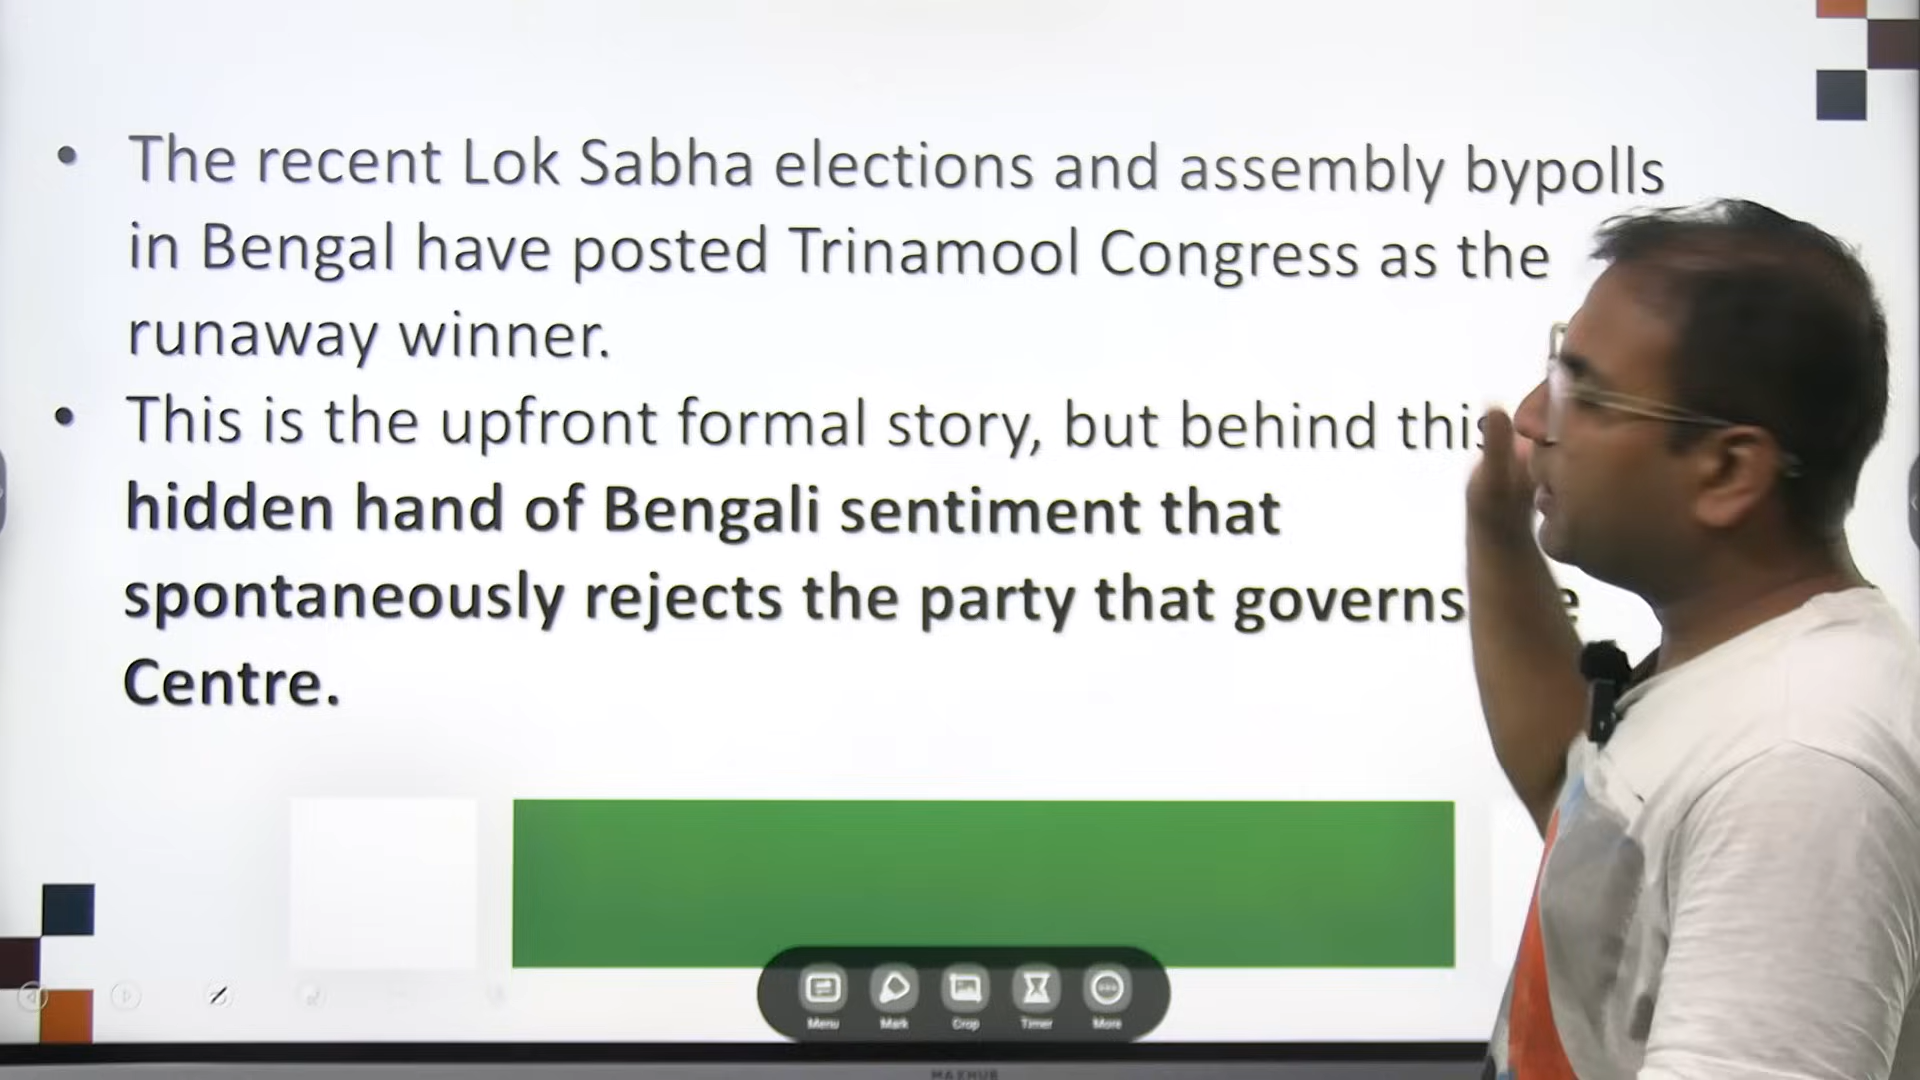 • The recent Lok Sabha elections and assembly bypolls
in Bengal have posted Trinamool Congress as the
runaway winner.
• This is the upfront formal story, but behind this
hidden hand of Bengali sentiment that
spontaneously rejects the party that governs
Centre.
Menu Mark Crop Timer More
MAXHUB